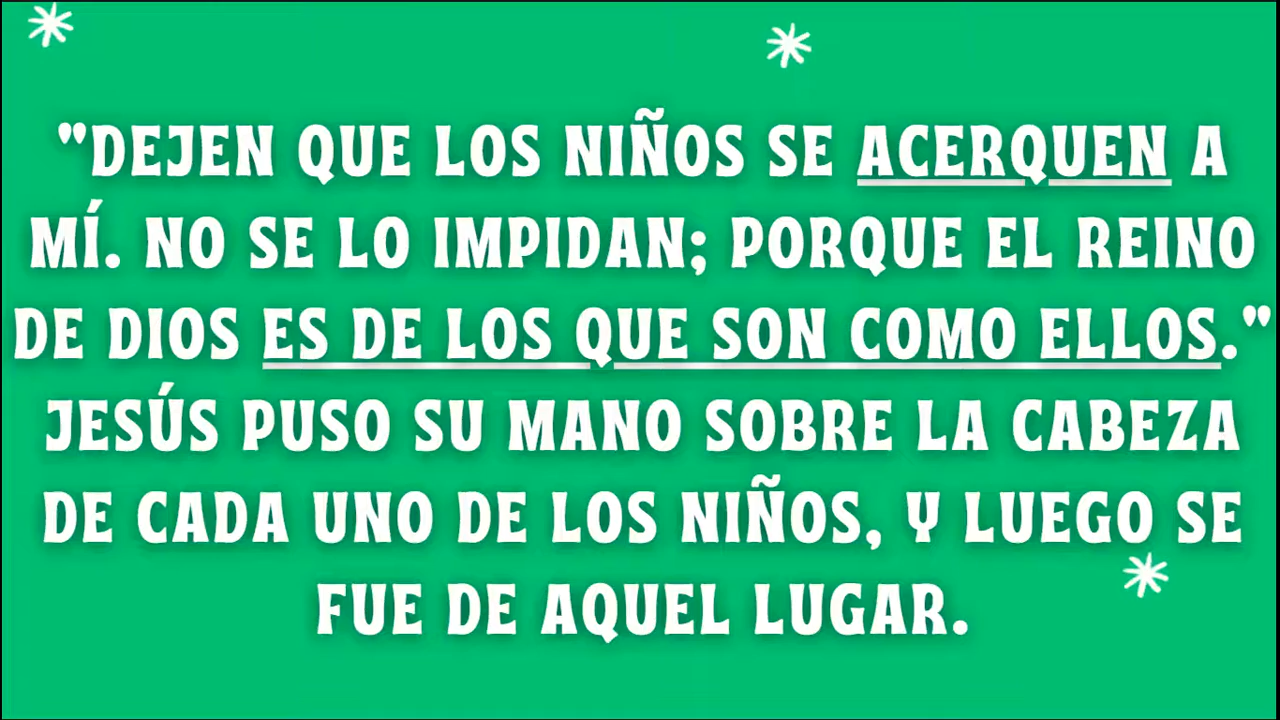 "DEJEN QUE LOS NIÑOS SE ACERQUEN A
MÍ. NO SE LO IMPIDAN; PORQUE EL REINO
DE DIOS ES DE LOS QUE SON COMO ELLOS."
JESÚS PUSO SU MANO SOBRE LA CABEZA
DE CADA UNO DE LOS NIÑOS, Y LUEGO SE
FUE DE AQUEL LUGAR.